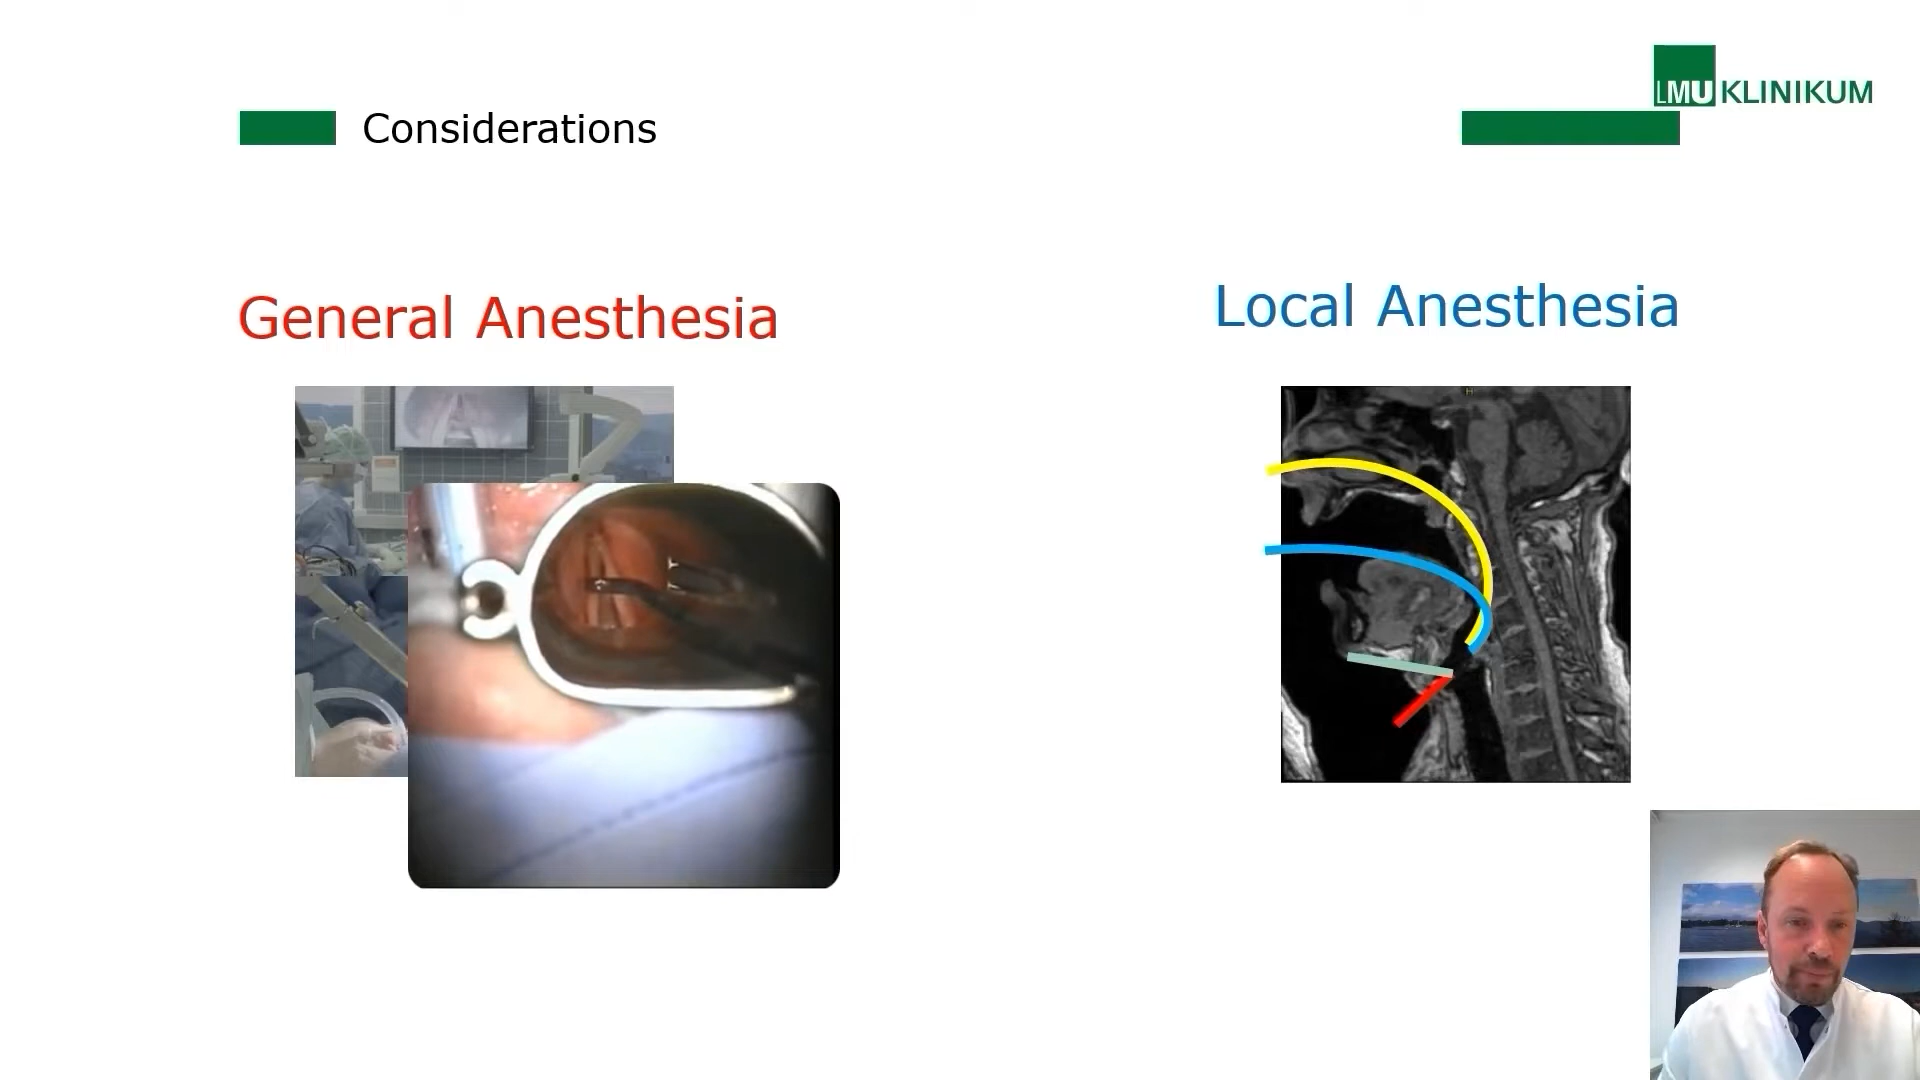 LMU KLINIKUM
Considerations
General Anesthesia
Local Anesthesia
H